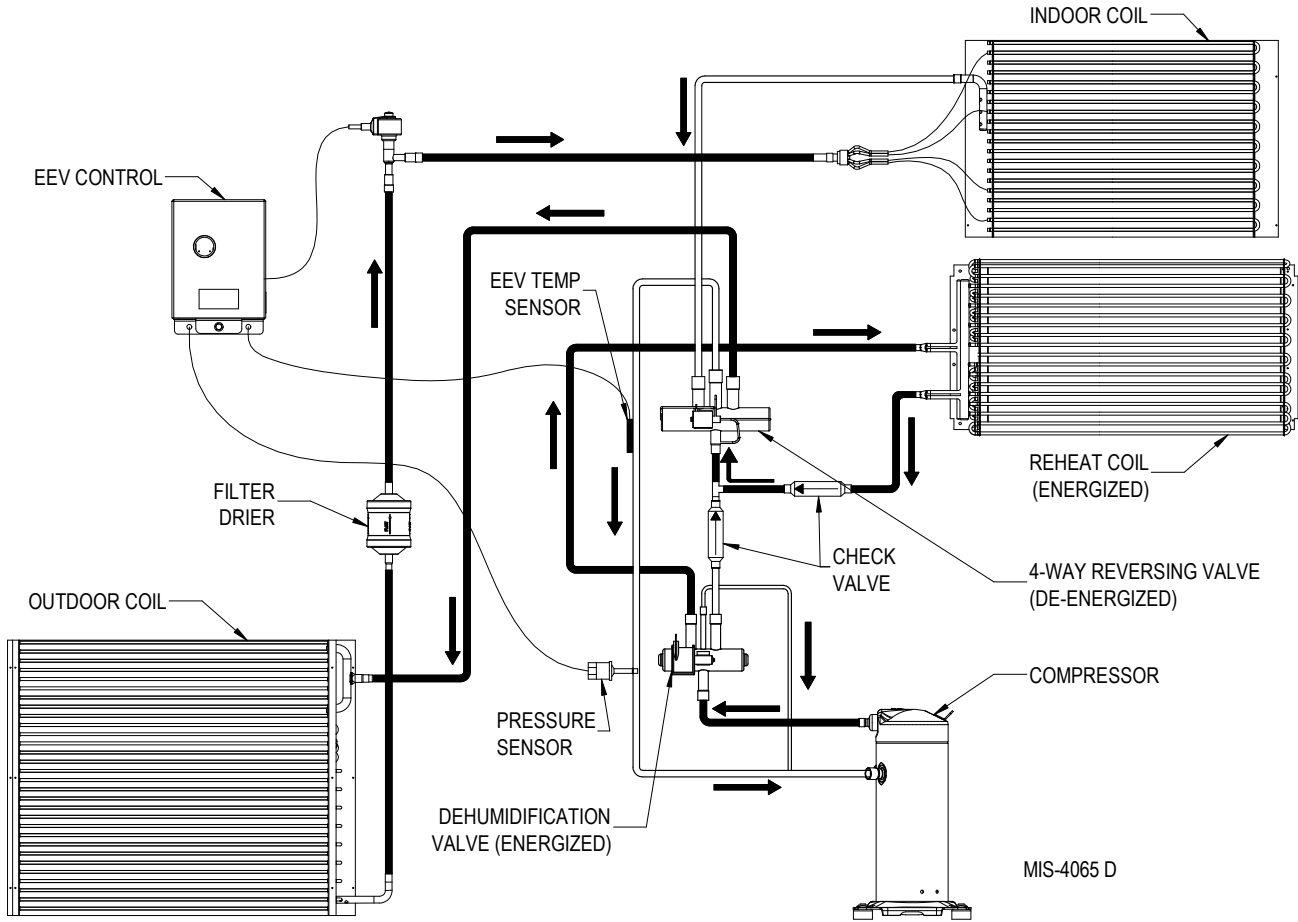 INDOOR COIL
EEV CONTROL
EEV TEMP
SENSOR
FILTER
DRIER
REHEAT COIL
(ENERGIZED)
CHECK
VALVE
4-WAY REVERSING VALVE
(DE-ENERGIZED)
OUTDOOR COIL
COMPRESSOR
PRESSURE
SENSOR
DEHUMIDIFICATION
VALVE (ENERGIZED)
MIS-4065 D